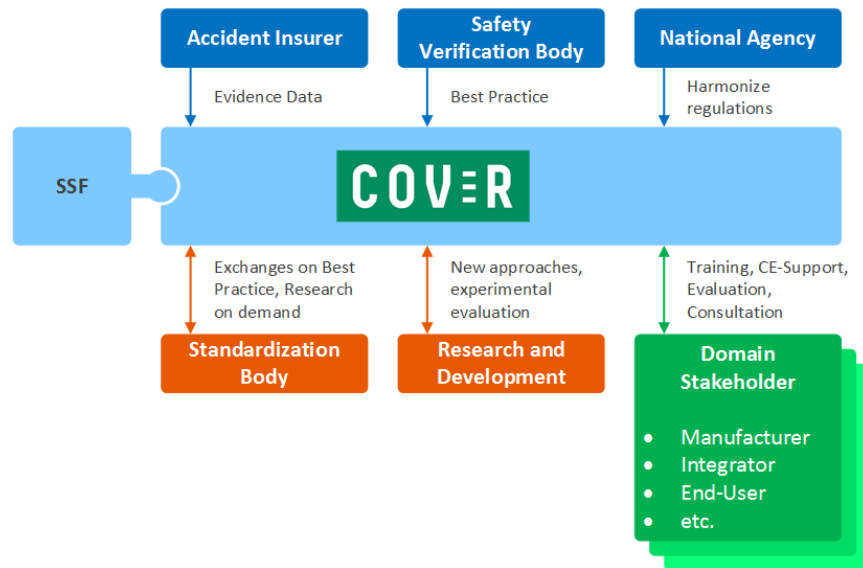 Accident Insurer
Safety
Verification Body
National Agency
Evidence Data
Best Practice
Harmonize
regulations
SSF
COVER
Exchanges on Best
Practice, Research
on demand
New approaches,
experimental
evaluation
Training, CE-Support,
Evaluation,
Consultation
Standardization
Body
Research and
Development
Domain
Stakeholder
• Manufacturer
• Integrator
• End-User
• etc.